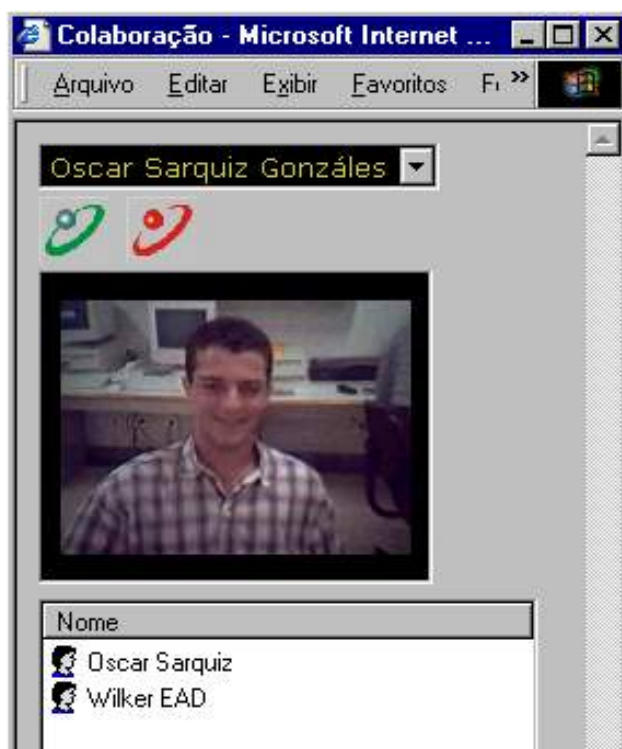 Colaboração - Microsoft Internet ...
Arquivo Editar Exibir Favoritos »
Oscar Sarquiz Gonzáles
Nome
Oscar Sarquiz
Wilker EAD